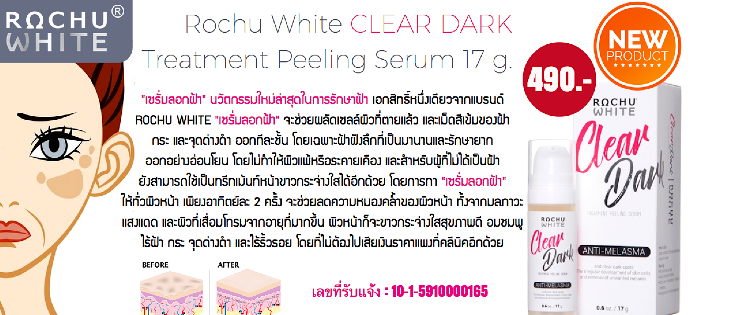 ROCHU®
WHITE
Rochu White CLEAR DARK
Treatment Peeling Serum 17 g.
490.-
NEW
PRODUCT
"เซรั่มลอกฝ้า" นวัตกรรมใหม่ล่าสุดในการรักษาฝ้า เอกสิทธิ์หนึ่งเดียวจากแบรนด์
ROCHU WHITE "เซรั่มลอกฝ้า" จะช่วยผลัดเซลล์ผิวที่ตายแล้ว และเม็ดสีเข้มของฝ้า
กระ และจุดด่างดำ ออกทีละชั้น โดยเฉพาะฝ้าฝังลึกที่เป็นมานานและรักษายาก
ออกอย่างอ่อนโยน โดยไม่ทำให้ผิวแพ้หรือระคายเคือง และสำหรับผู้ที่ไม่ได้เป็นฝ้า
ยังสามารถใช้เป็นทรีทเม้นท์หน้าขาวกระจ่างใสได้อีกด้วย โดยการทา "เซรั่มลอกฝ้า"
ให้ทั่วผิวหน้า เพียงอาทิตย์ละ 2 ครั้ง จะช่วยลดความหมองคล้ำของผิวหน้า ทั้งจากมลภาวะ
แสงแดด และผิวที่เสื่อมโทรมจากอายุที่มากขึ้น ผิวหน้าก็จะขาวกระจ่างใสสุขภาพดี อมชมพู
ไร้ฝ้า กระ จุดด่างดำ และไร้ริ้วรอย โดยที่ไม่ต้องไปเสียเงินราคาแพงที่คลินิคอีกด้วย
BEFORE
AFTER
เลขที่รับแจ้ง : 10-1-5910000165
ROCHU
WHITE
Clear
Dark
TREATMENT PEELING SERUM
ANTI-MELASMA
0.6 oz. / 17 g
ROCHU
WHITE
Clear
Dark
ANTI-MELASMA